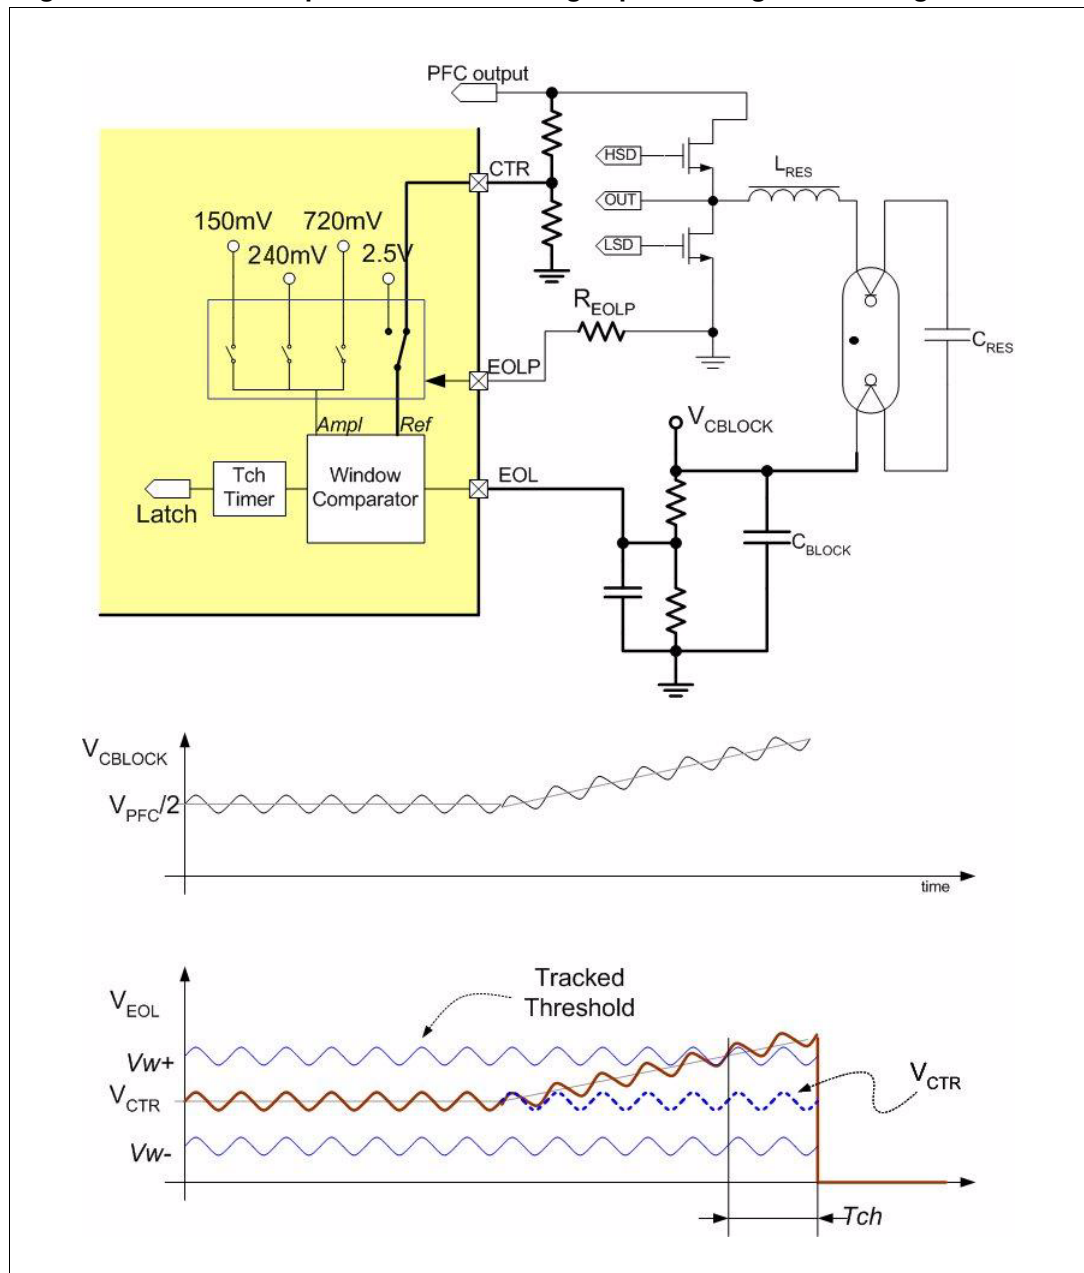 PFC output
HSD
CTR
LRES
150mV 720mV
OUT
240mV 2.5V
LSD
REOLP
CRES
EOLP
VCBLOCK
Ampl Ref
Tch
Timer
Window
Comparator
EOL
Latch
CBLOCK
VCBLOCK
VPFC/2
time
Tracked
Threshold
VEOL
Vw+
VCTR
VCTR
Vw-
Tch